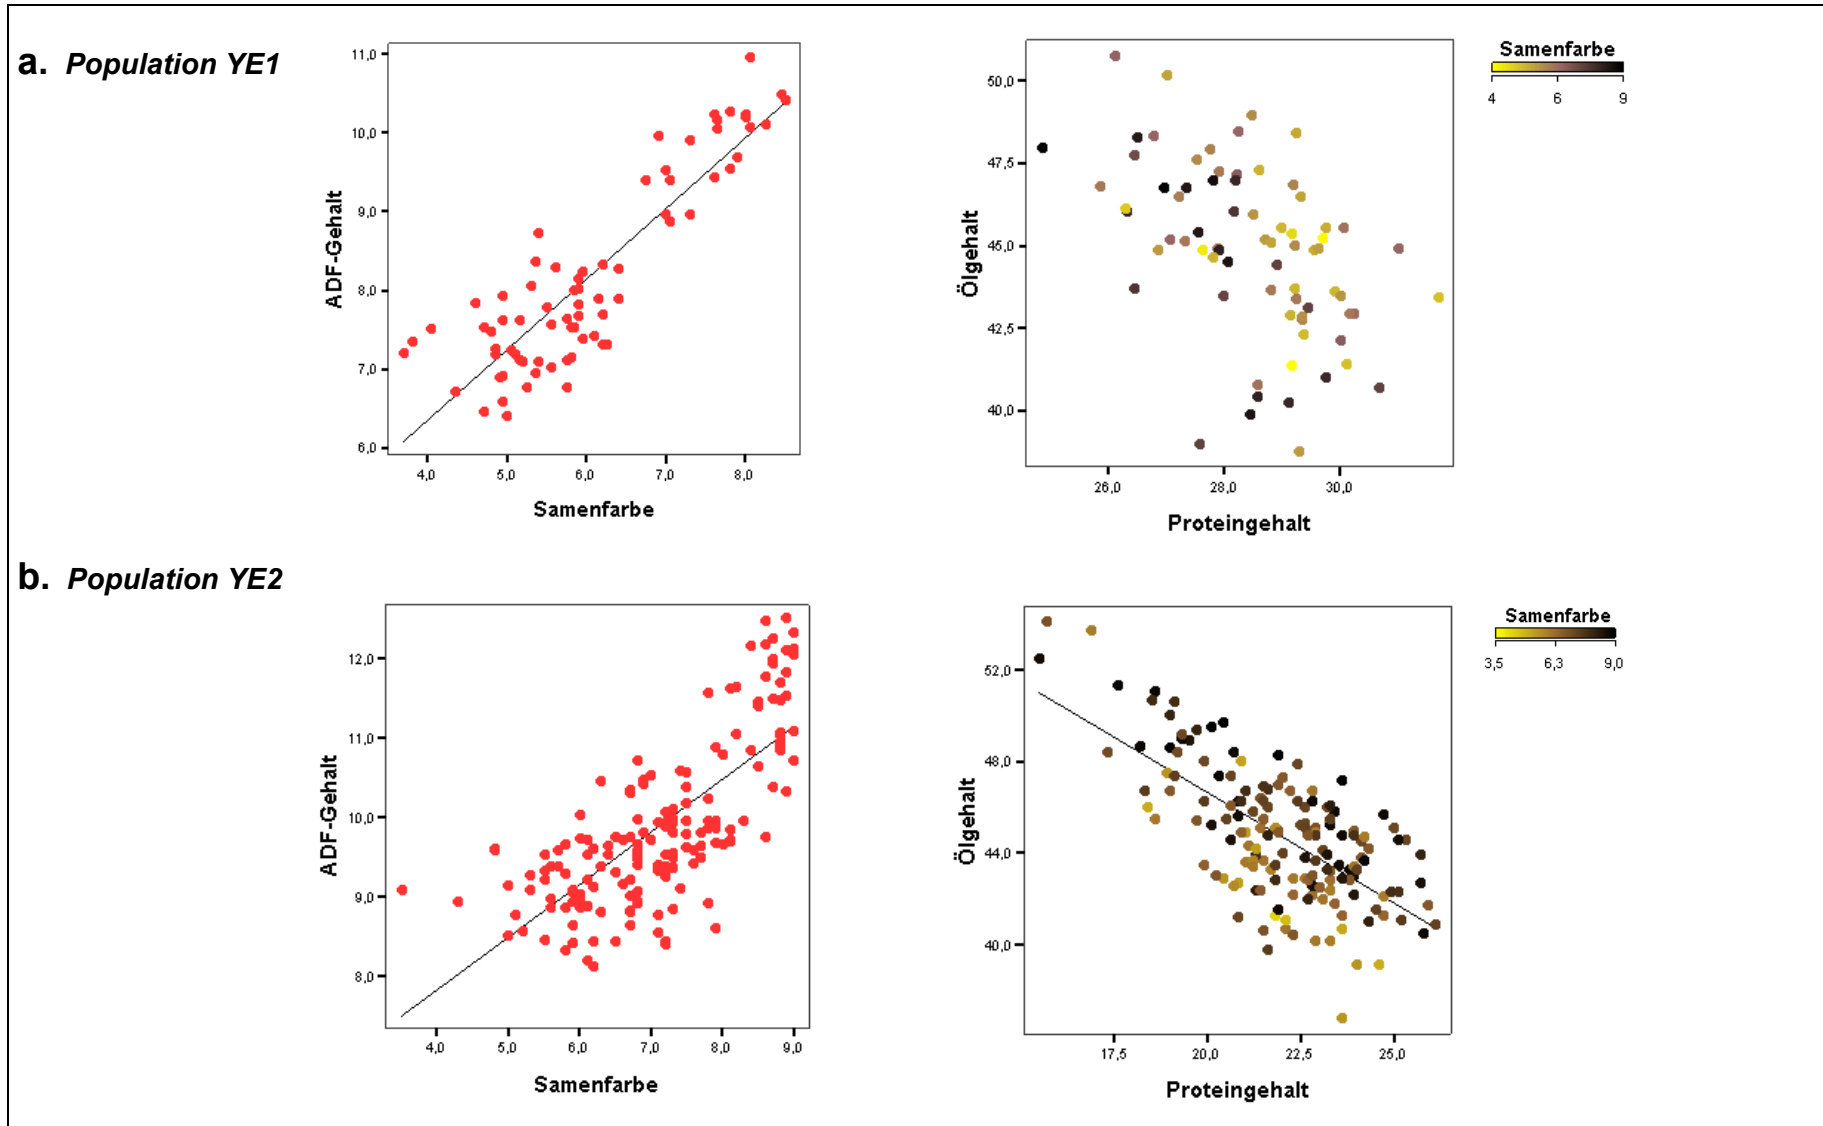 a. Population YE1
11,0
10,0
9,0
8,0
7,0
6,0
ADF-Gehalt
4,0 5,0 6,0 7,0 8,0
Samenfarbe
50,0
47,5
45,0
42,5
40,0
Ölgehalt
26,0 28,0 30,0
Proteingehalt
Samenfarbe
4 6 9
b. Population YE2
12,0
11,0
10,0
9,0
8,0
ADF-Gehalt
4,0 5,0 6,0 7,0 8,0 9,0
Samenfarbe
52,0
48,0
44,0
40,0
Ölgehalt
17,5 20,0 22,5 25,0
Proteingehalt
Samenfarbe
3,5 6,3 9,0